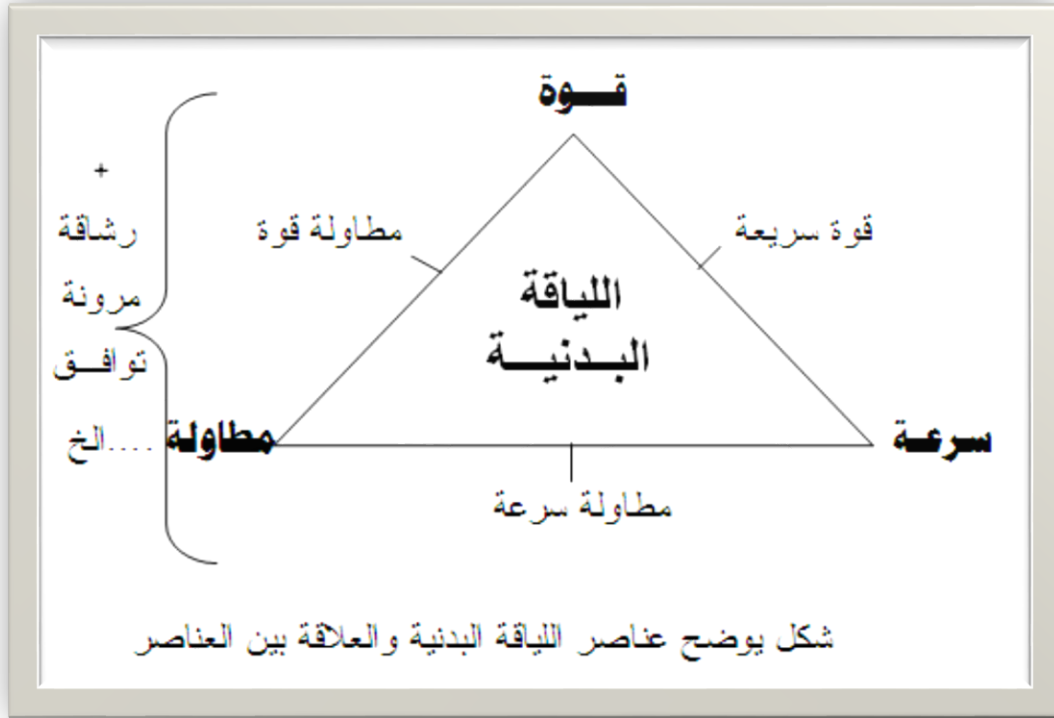 قـــوة
قوة سريعة
مطاولة قوة
اللياقة
البـدنيـــة
سرعـة
مطاولة
مطاولة سرعة
+
رشاقة
مرونة
توافـــق
....الخ
شكل يوضح عناصر اللياقة البدنية والعلاقة بين العناصر